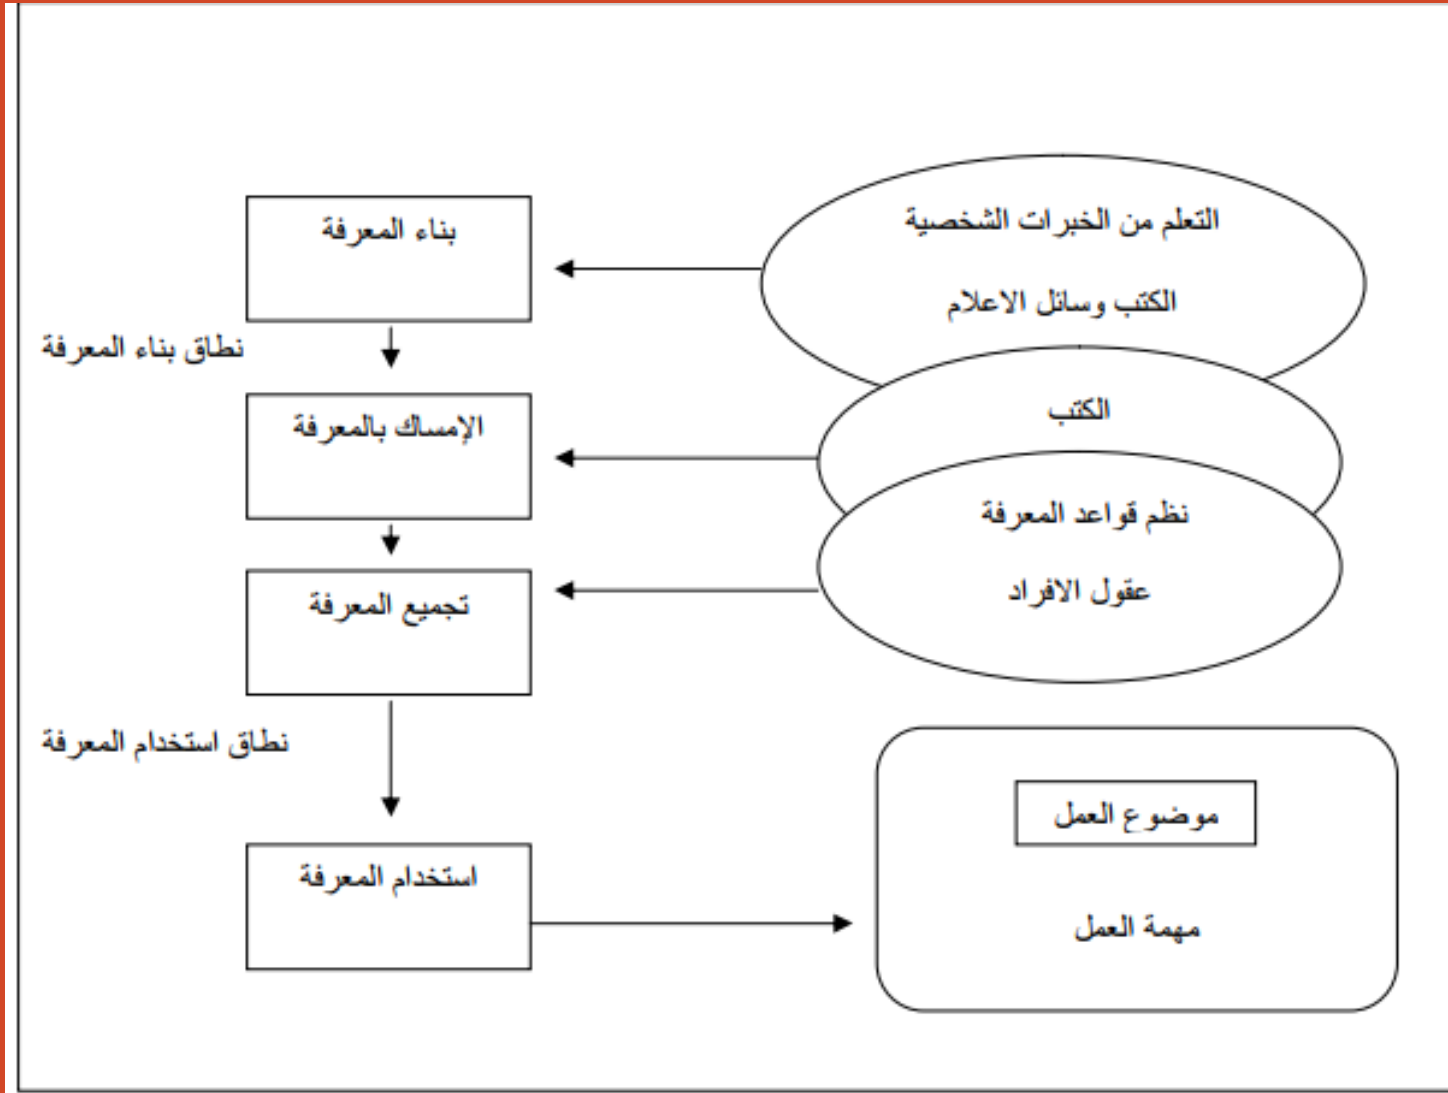 التعلم من الخبرات الشخصية
بناء المعرفة
الكتب وسائل الاعلام
نطاق بناء المعرفة
الكتب
الإمساك بالمعرفة
نظم قواعد المعرفة
عقول الافراد
تجميع المعرفة
نطاق استخدام المعرفة
موضوع العمل
استخدام المعرفة
مهمة العمل